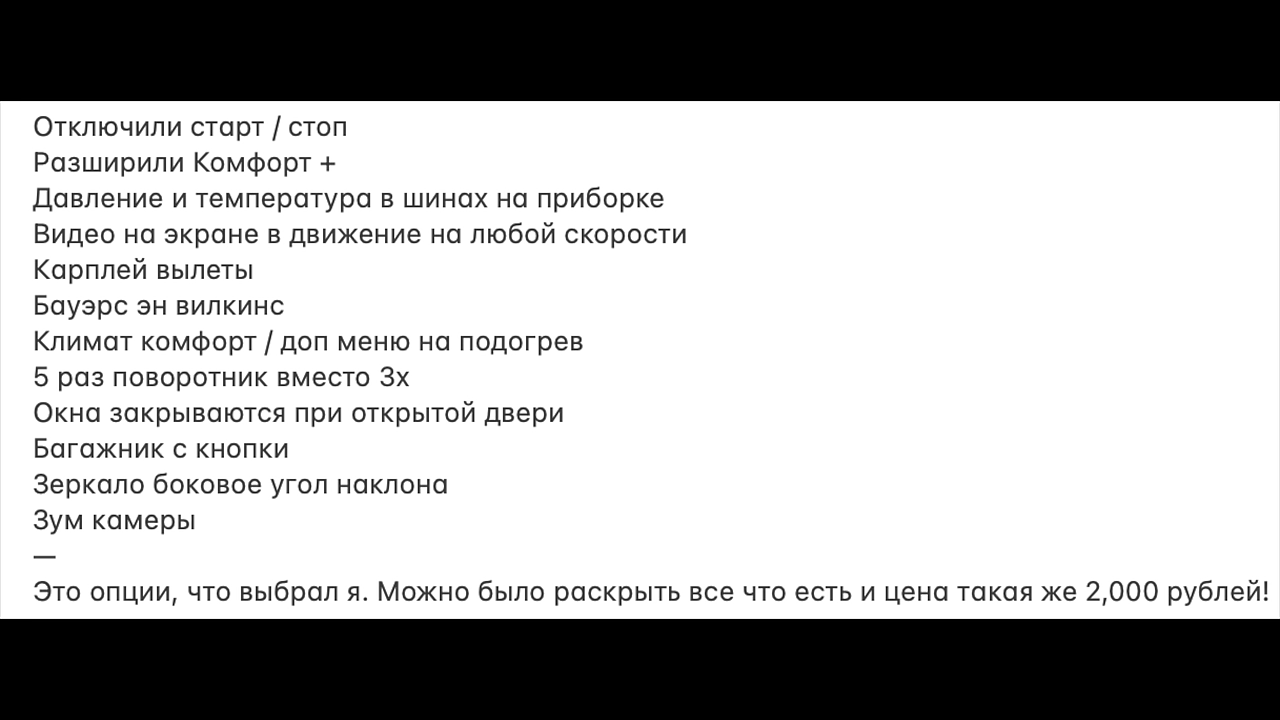 Отключили старт / стоп
Разширили Комфорт +
Давление и температура в шинах на приборке
Видео на экране в движение на любой скорости
Карплей вылеты
Бауэрс эн вилкинс
Климат комфорт / доп меню на подогрев
5 раз поворотник вместо 3х
Окна закрываются при открытой двери
Багажник с кнопки
Зеркало боковое угол наклона
Зум камеры
—
Это опции, что выбрал я. Можно было раскрыть все что есть и цена такая же 2,000 рублей!